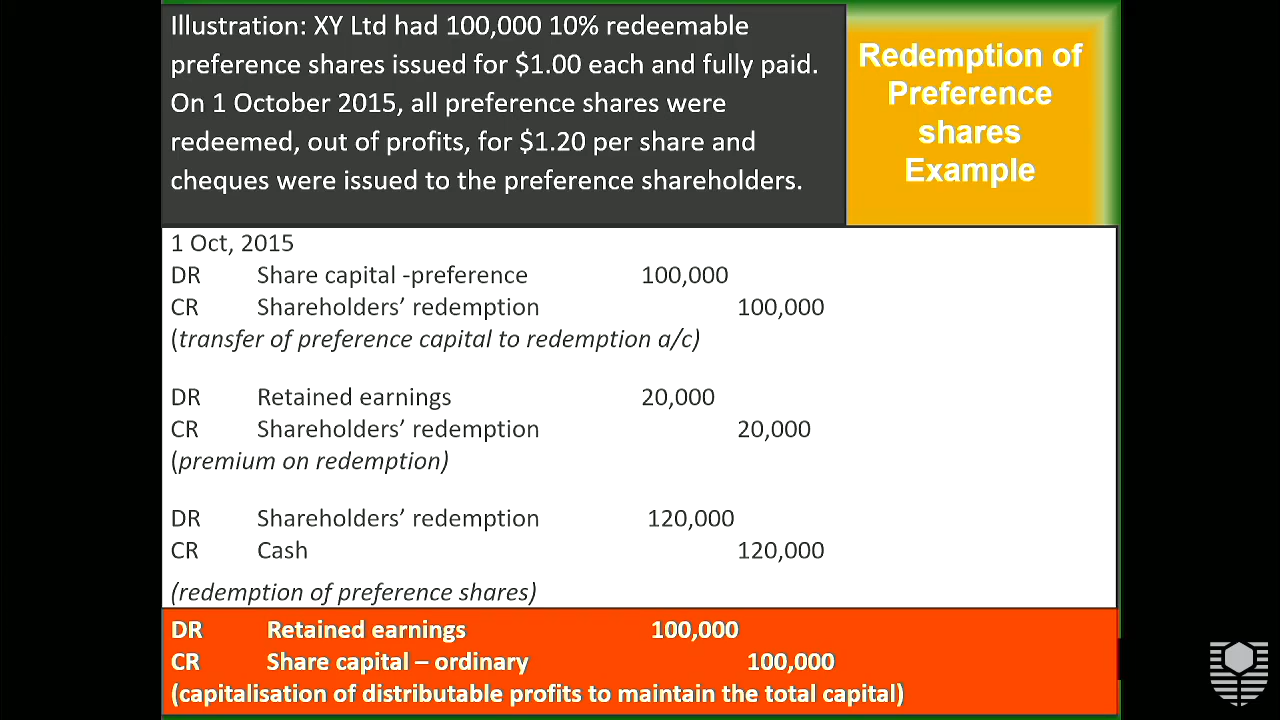 Illustration: XY Ltd had 100,000 10% redeemable
preference shares issued for $1.00 each and fully paid.
On 1 October 2015, all preference shares were
redeemed, out of profits, for $1.20 per share and
cheques were issued to the preference shareholders.
Redemption of
Preference
shares
Example
1 Oct, 2015
DR Share capital -preference 100,000
CR Shareholders’ redemption 100,000
(transfer of preference capital to redemption a/c)
DR Retained earnings 20,000
CR Shareholders’ redemption 20,000
(premium on redemption)
DR Shareholders’ redemption 120,000
CR Cash 120,000
(redemption of preference shares)
DR Retained earnings 100,000
CR Share capital – ordinary 100,000
(capitalisation of distributable profits to maintain the total capital)